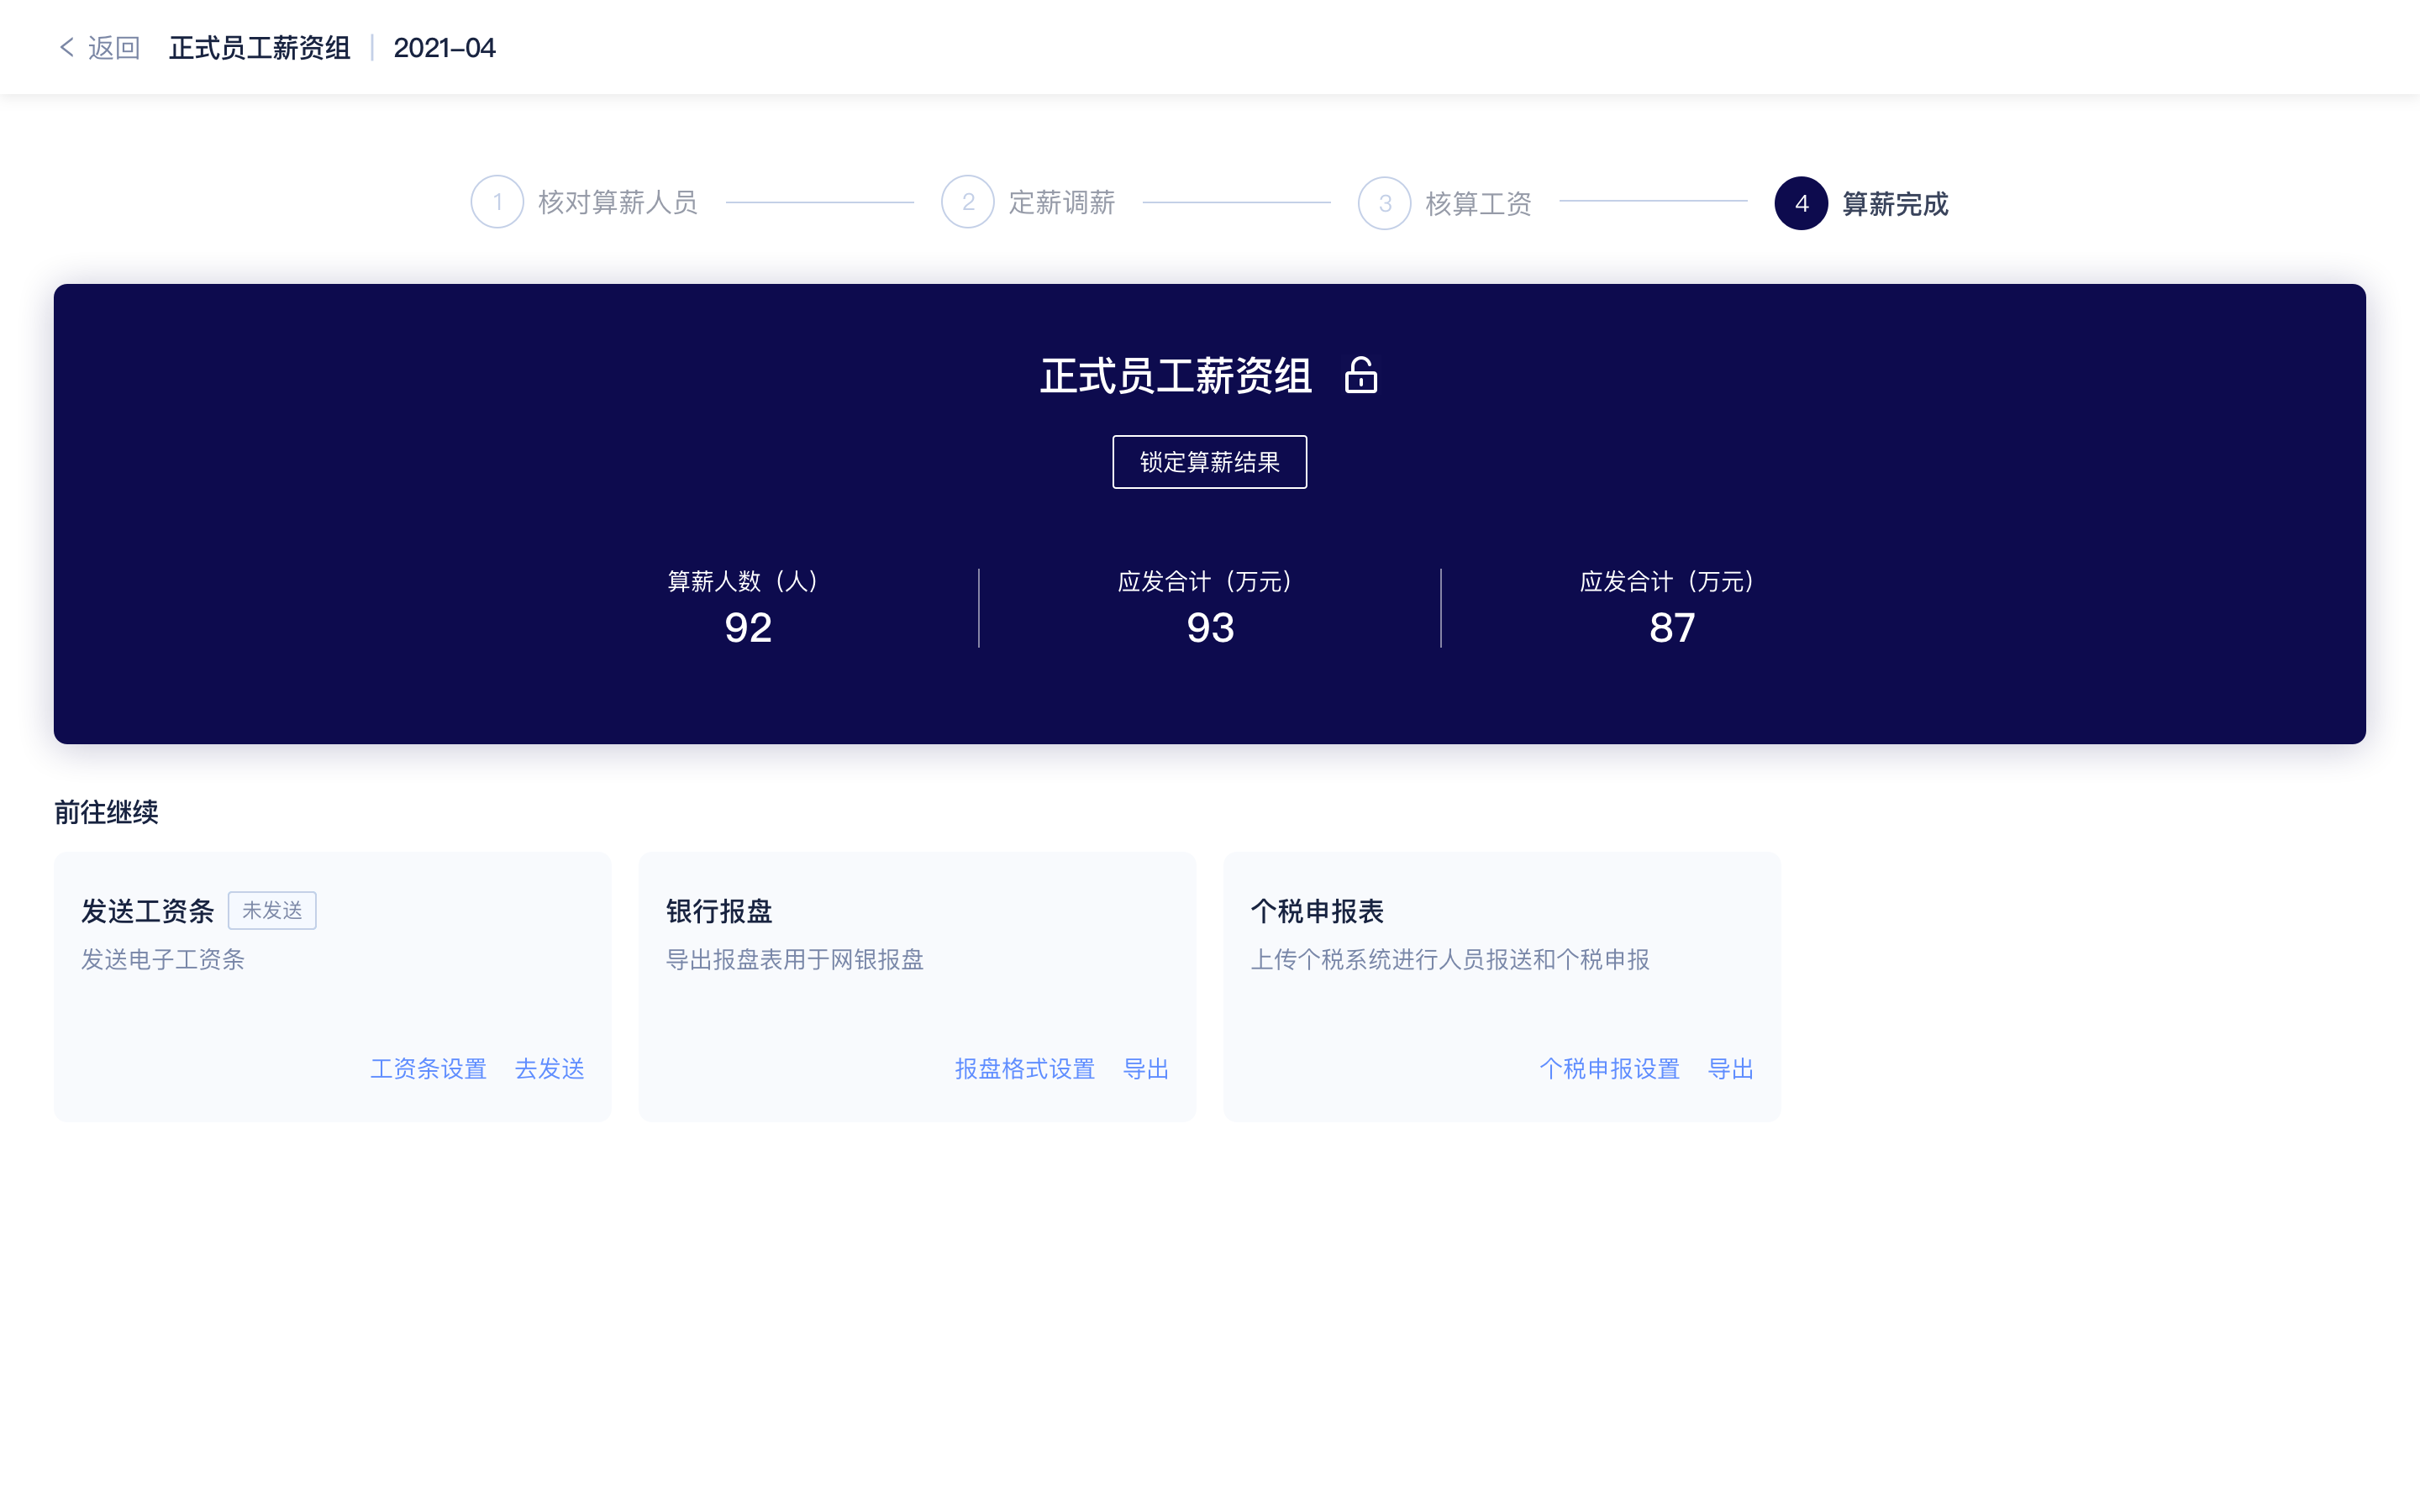 返回 正式员工薪资组 2021-04
1 核对算薪人员 2 定薪调薪 3 核算工资 4 算薪完成
正式员工薪资组
锁定算薪结果
算薪人数（人） 应发合计（万元） 应发合计（万元）
92 93 87
前往继续
发送工资条 未发送
发送电子工资条
工资条设置 去发送
银行报盘
导出报盘表用于网银报盘
报盘格式设置 导出
个税申报表
上传个税系统进行人员报送和个税申报
个税申报设置 导出